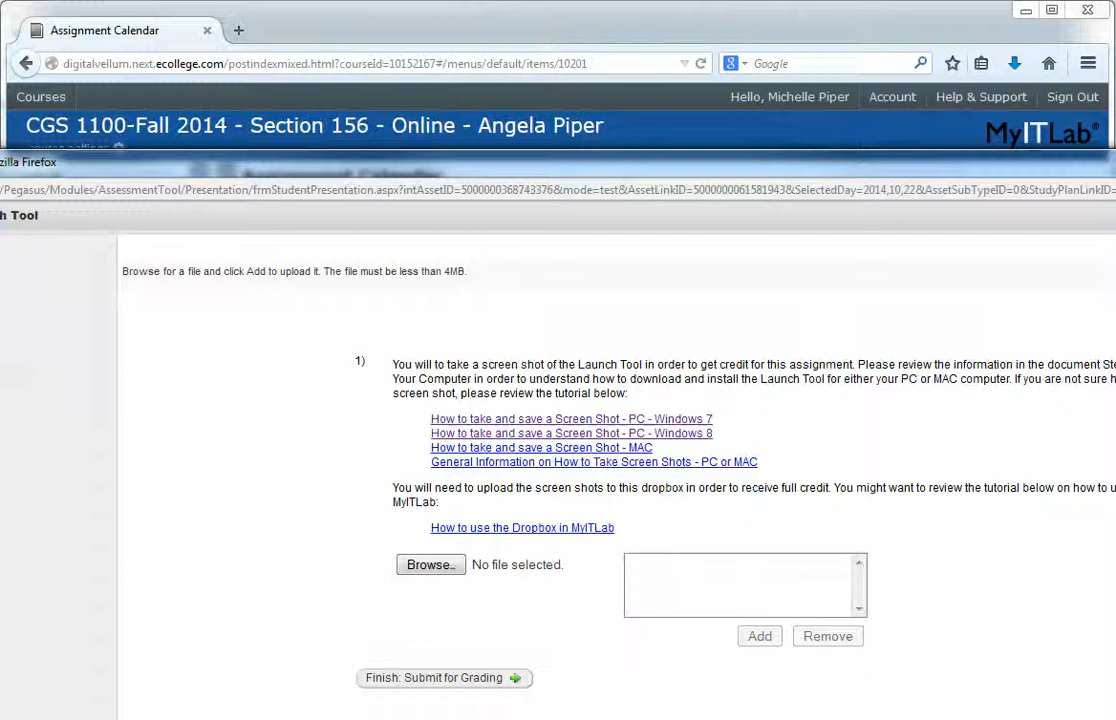 Assignment Calendar
digitalvellum.next.ecollege.com/postindexmixed.html?courseId=10152167#/menus/default/items/10201
Google
Courses
Hello, Michelle Piper
Account
Help & Support
Sign Out
CGS 1100-Fall 2014 - Section 156 - Online - Angela Piper
MyITLab®
zilla Firefox
/Pegasus/Modules/AssessmentTool/Presentation/frmStudentPresentation.aspx?intAssetID=5000000368743376&mode=test&AssetLinkID=50000000615819438&SelectedDay=2014,10,22&AssetSubTypeID=0&StudyPlanLinkID=
h Tool
Browse for a file and click Add to upload it. The file must be less than 4MB.
1)
You will to take a screen shot of the Launch Tool in order to get credit for this assignment. Please review the information in the document Ste
Your Computer in order to understand how to download and install the Launch Tool for either your PC or MAC computer. If you are not sure h
screen shot, please review the tutorial below:
How to take and save a Screen Shot - PC - Windows 7
How to take and save a Screen Shot - PC - Windows 8
How to take and save a Screen Shot - MAC
General Information on How to Take Screen Shots - PC or MAC
You will need to upload the screen shots to this dropbox in order to receive full credit. You might want to review the tutorial below on how to u
MyITLab:
How to use the Dropbox in MyITLab
Browse...
No file selected.
Add
Remove
Finish: Submit for Grading